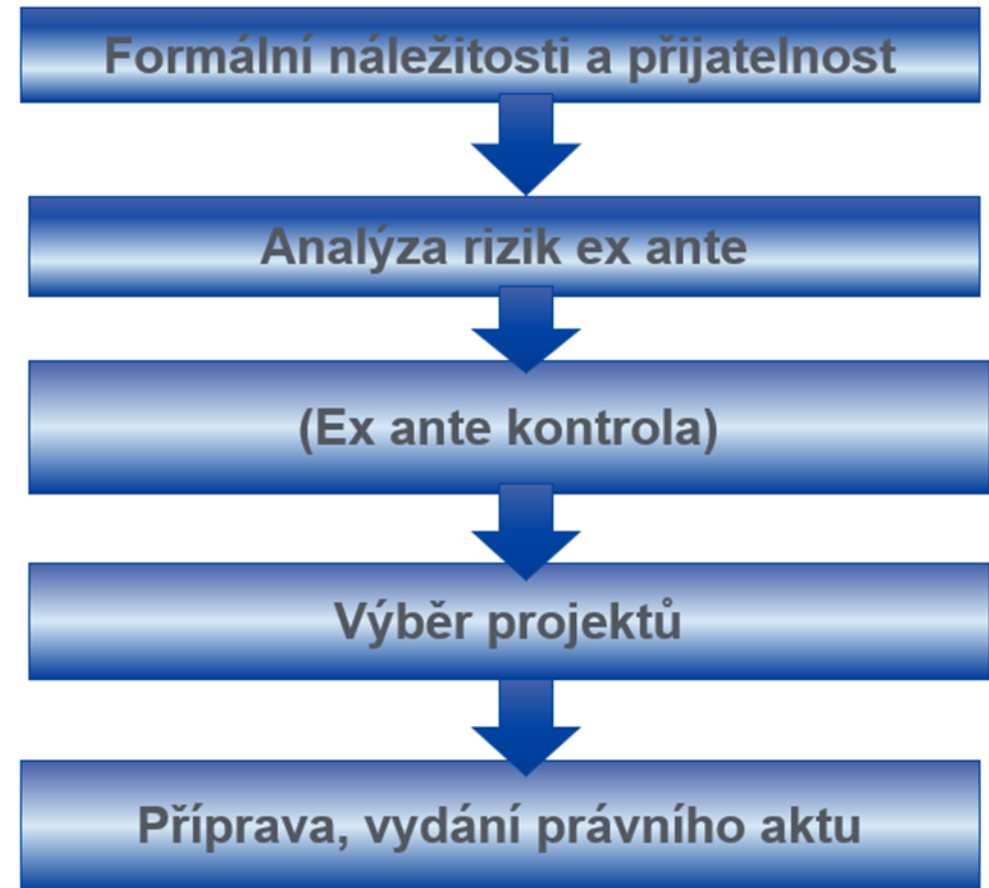 Formální náležitosti a přijatelnost
Analýza rizik ex ante
(Ex ante kontrola)
Výběr projektů
Příprava, vydání právního aktu